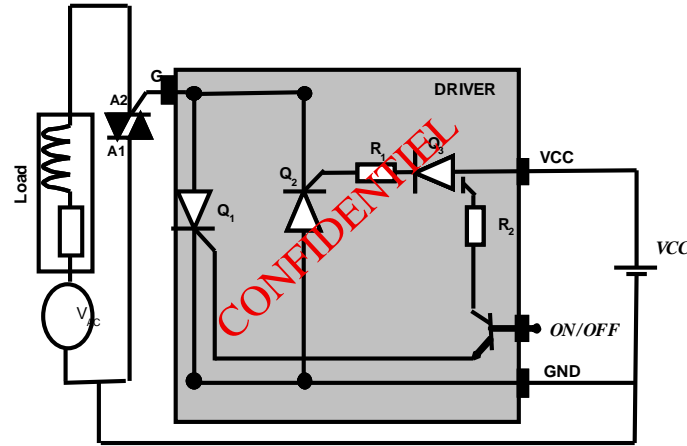 G
DRIVER
A2
A1
R1
Q3
VCC
Q2
Load
Q1
R2
VCC
CONFIDENTIEL
VAC
ON/OFF
GND